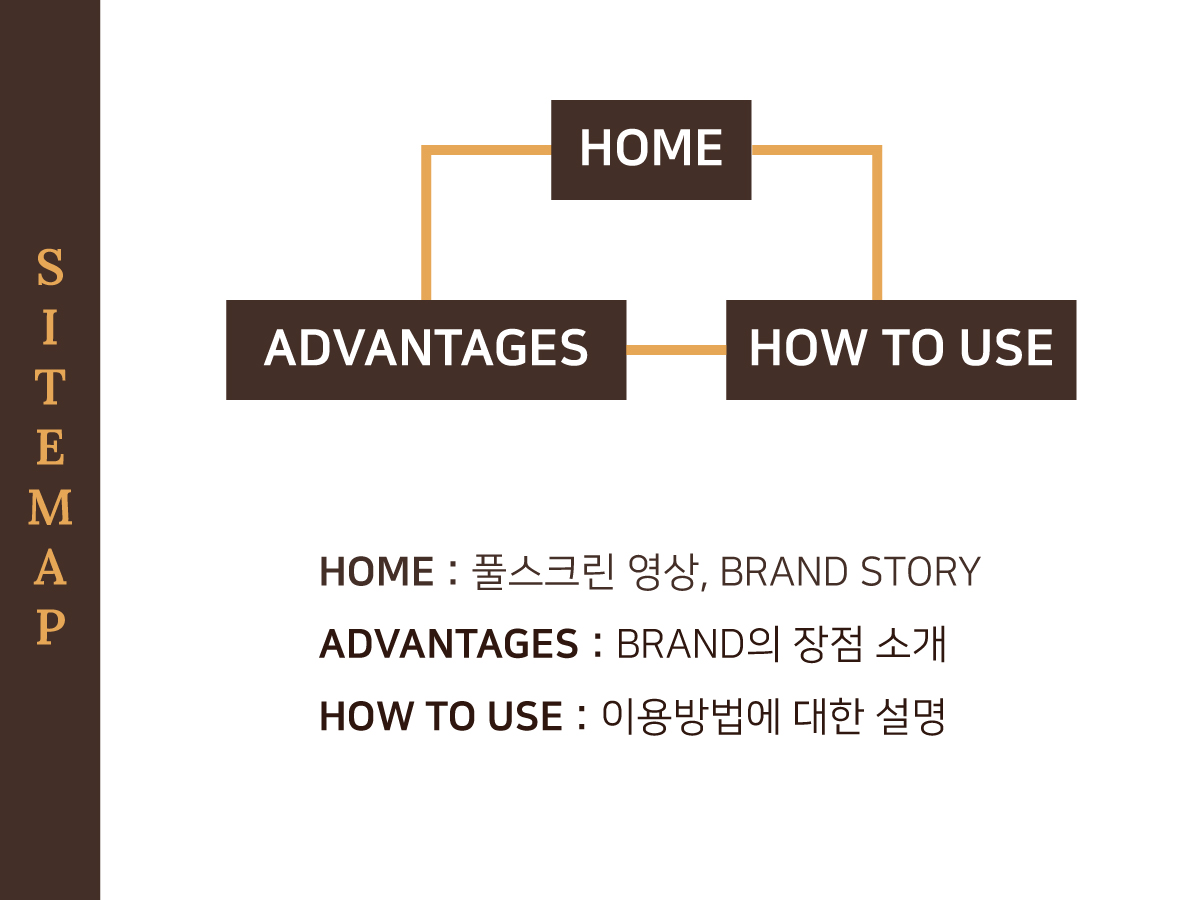 SITEMAP
HOME
ADVANTAGES
HOW TO USE
HOME : 풀스크린 영상, BRAND STORY
ADVANTAGES : BRAND의 장점 소개
HOW TO USE : 이용방법에 대한 설명